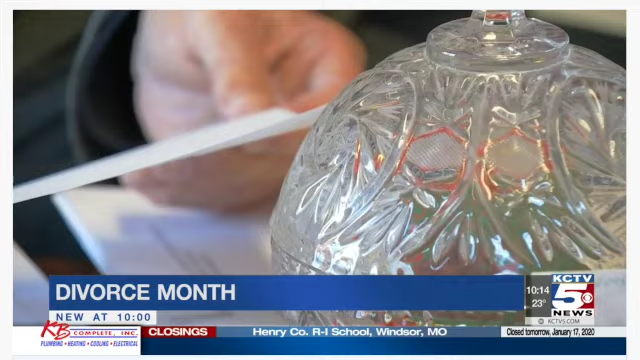 DIVORCE MONTH
NEW AT 10:00
10:14
23°
KCTV
5
NEWS
KCTV5.COM
KB COMPLETE, INC.
PLUMBING • HEATING • COOLING • ELECTRICAL
CLOSINGS
Henry Co. R-I School, Windsor, MO
Closed tomorrow, January 17, 2020